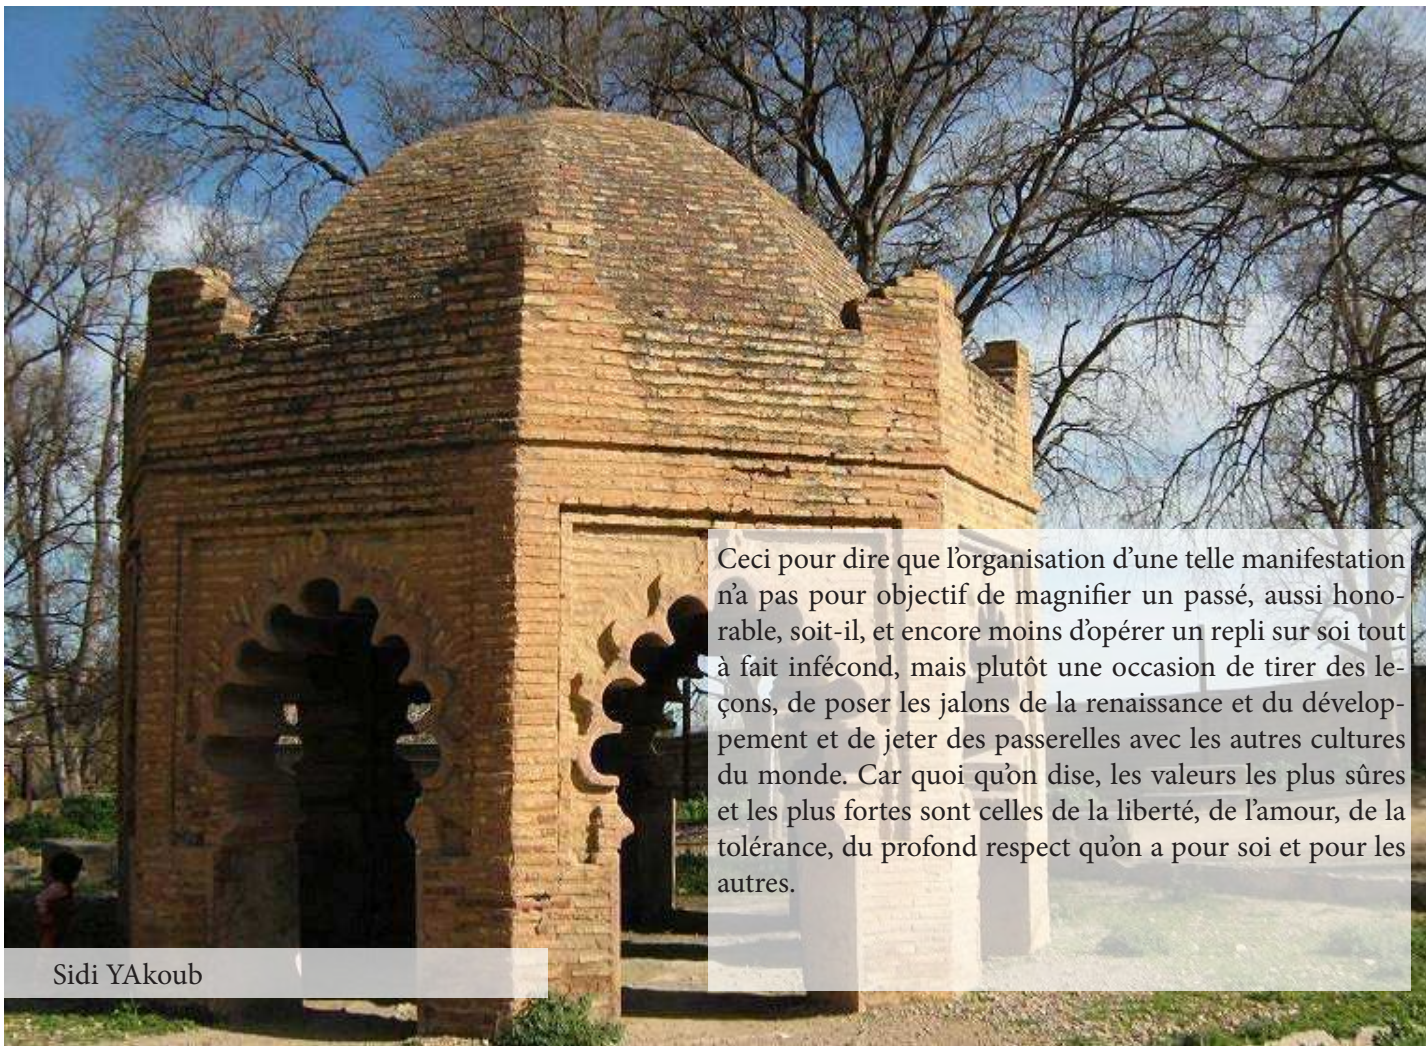 Ceci pour dire que l'organisation d'une telle manifestation
n'a pas pour objectif de magnifier un passé, aussi hono-
rable, soit-il, et encore moins d'opérer un repli sur soi tout
à fait infécond, mais plutôt une occasion de tirer des le-
çons, de poser les jalons de la renaissance et du dévelop-
pement et de jeter des passerelles avec les autres cultures
du monde. Car quoi qu'on dise, les valeurs les plus sûres
et les plus fortes sont celles de la liberté, de l'amour, de la
tolérance, du profond respect qu'on a pour soi et pour les
autres.
Sidi YAkoub